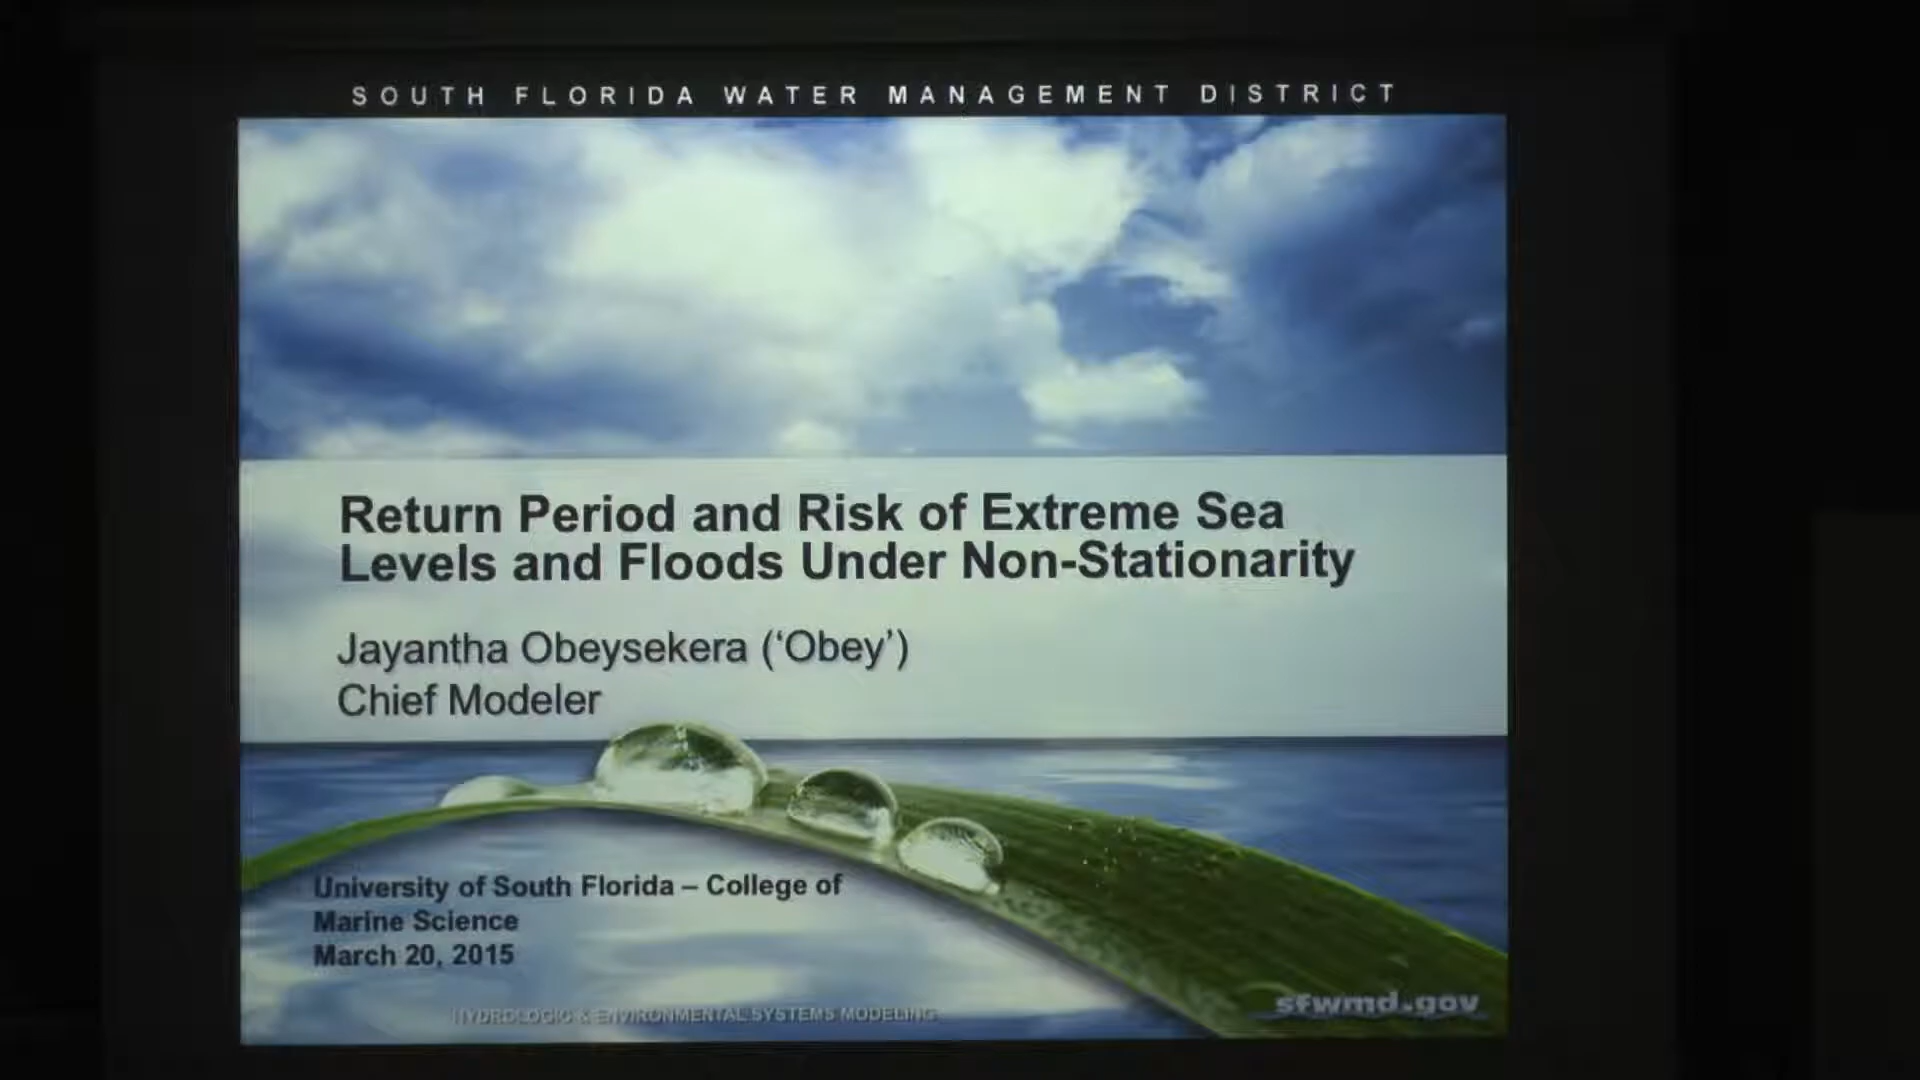 SOUTH FLORIDA WATER MANAGEMENT DISTRICT
Return Period and Risk of Extreme Sea
Levels and Floods Under Non-Stationarity
Jayantha Obeysekera (‘Obey’)
Chief Modeler
University of South Florida – College of
Marine Science
March 20, 2015
HYDROLOGIC & ENVIRONMENTAL SYSTEMS MODELING
sfwmd.gov